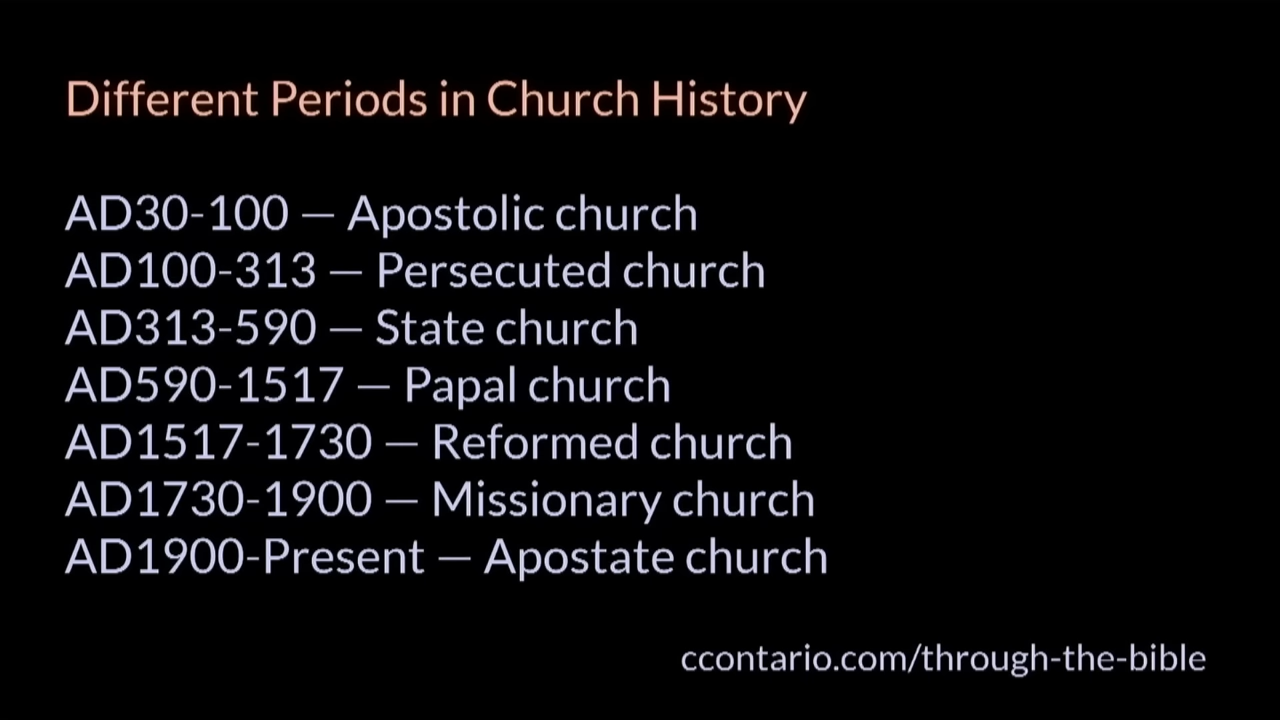 Different Periods in Church History
AD30-100 — Apostolic church
AD100-313 — Persecuted church
AD313-590 — State church
AD590-1517 — Papal church
AD1517-1730 — Reformed church
AD1730-1900 — Missionary church
AD1900-Present — Apostate church
ccontario.com/through-the-bible